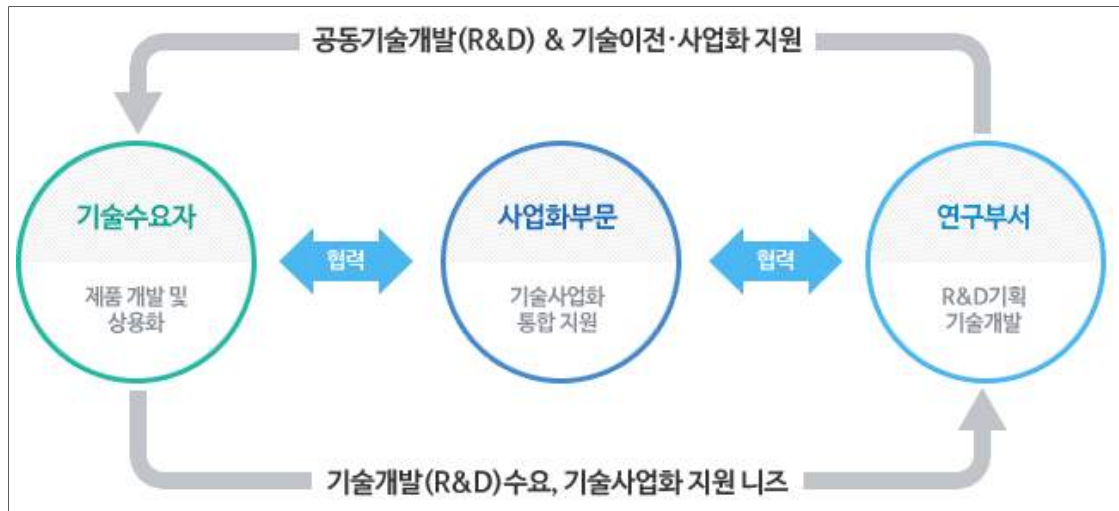 공동기술개발(R&D) & 기술이전·사업화 지원
기술수요자
제품 개발 및
상용화
협력
사업화부문
기술사업화
통합 지원
협력
연구부서
R&D기획
기술개발
기술개발(R&D)수요, 기술사업화 지원 니즈